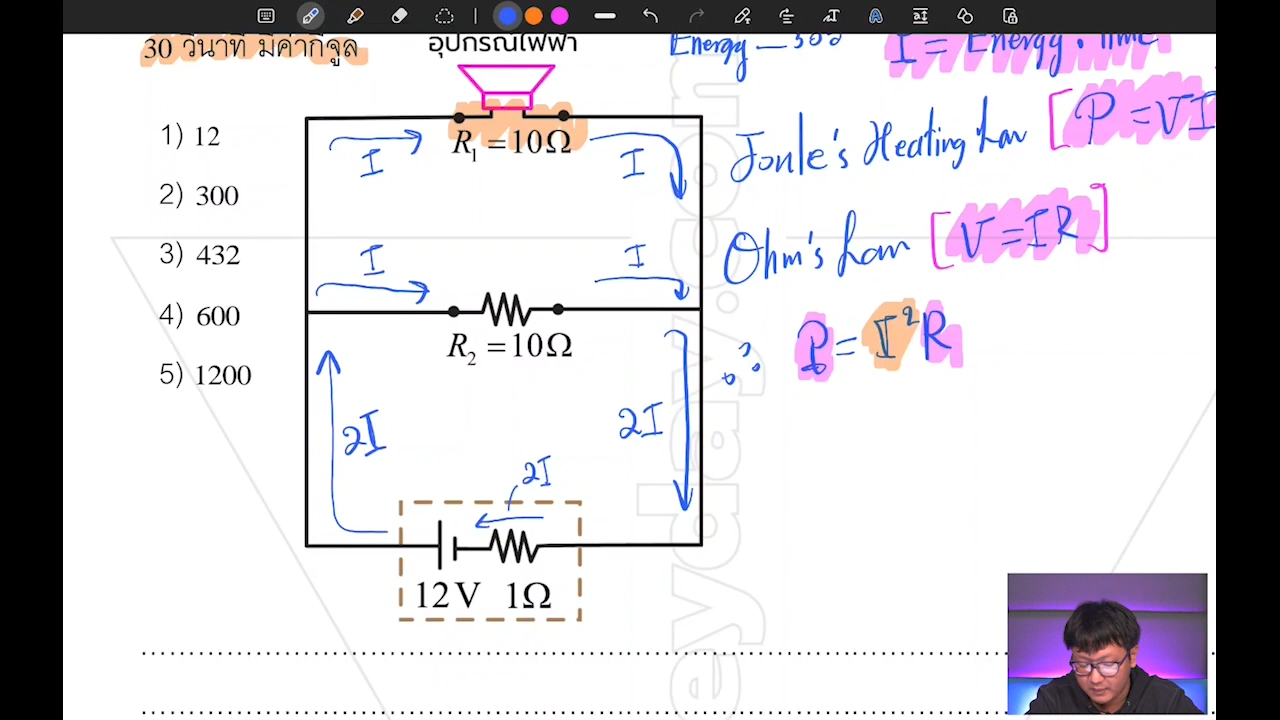 30 วินาที มีค่ากี่จูล
อุปกรณ์ไฟฟ้า
Energy
I = Energy · Time
1) 12
2) 300
3) 432
4) 600
5) 1200
R₁ = 10Ω
I
I
I
I
R₂ = 10Ω
2I
2I
2I
12V 1Ω
Joule's Heating Law [P = VI
Ohm's Law [V = IR]
∴ P = I²R
eyday.com